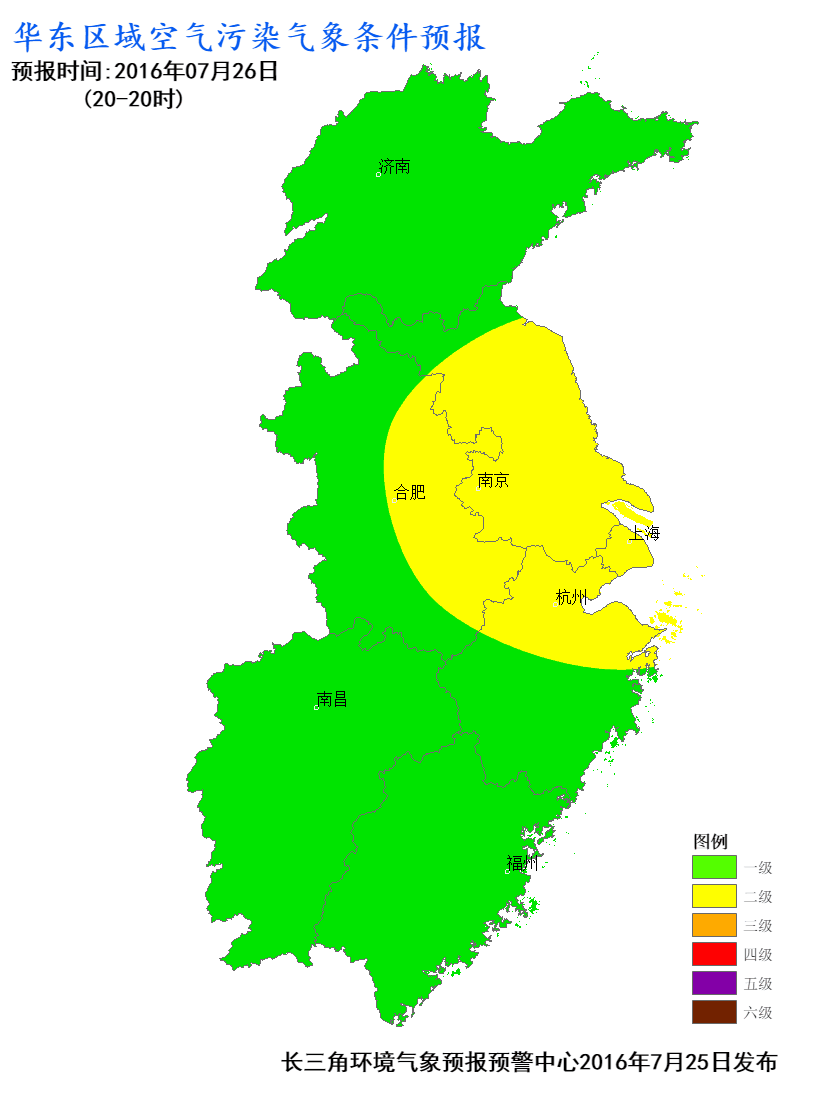 华东区域空气污染气象条件预报
预报时间:2016年07月26日
(20-20时)
济南
南京
合肥
上海
杭州
南昌
福州
图例
一级
二级
三级
四级
五级
六级
长三角环境气象预报预警中心2016年7月25日发布